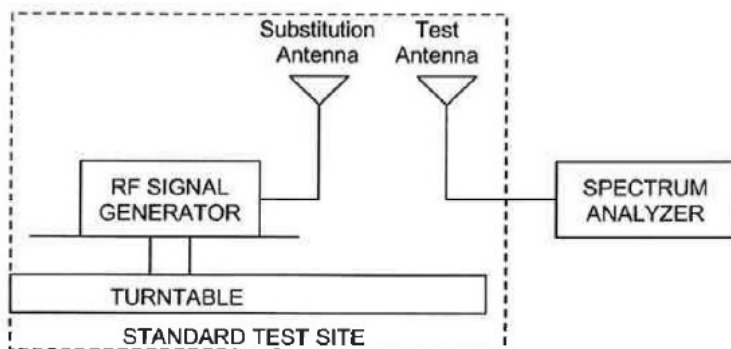 Substitution
Antenna
Test
Antenna
RF SIGNAL
GENERATOR
SPECTRUM
ANALYZER
TURNTABLE
STANDARD TEST SITE